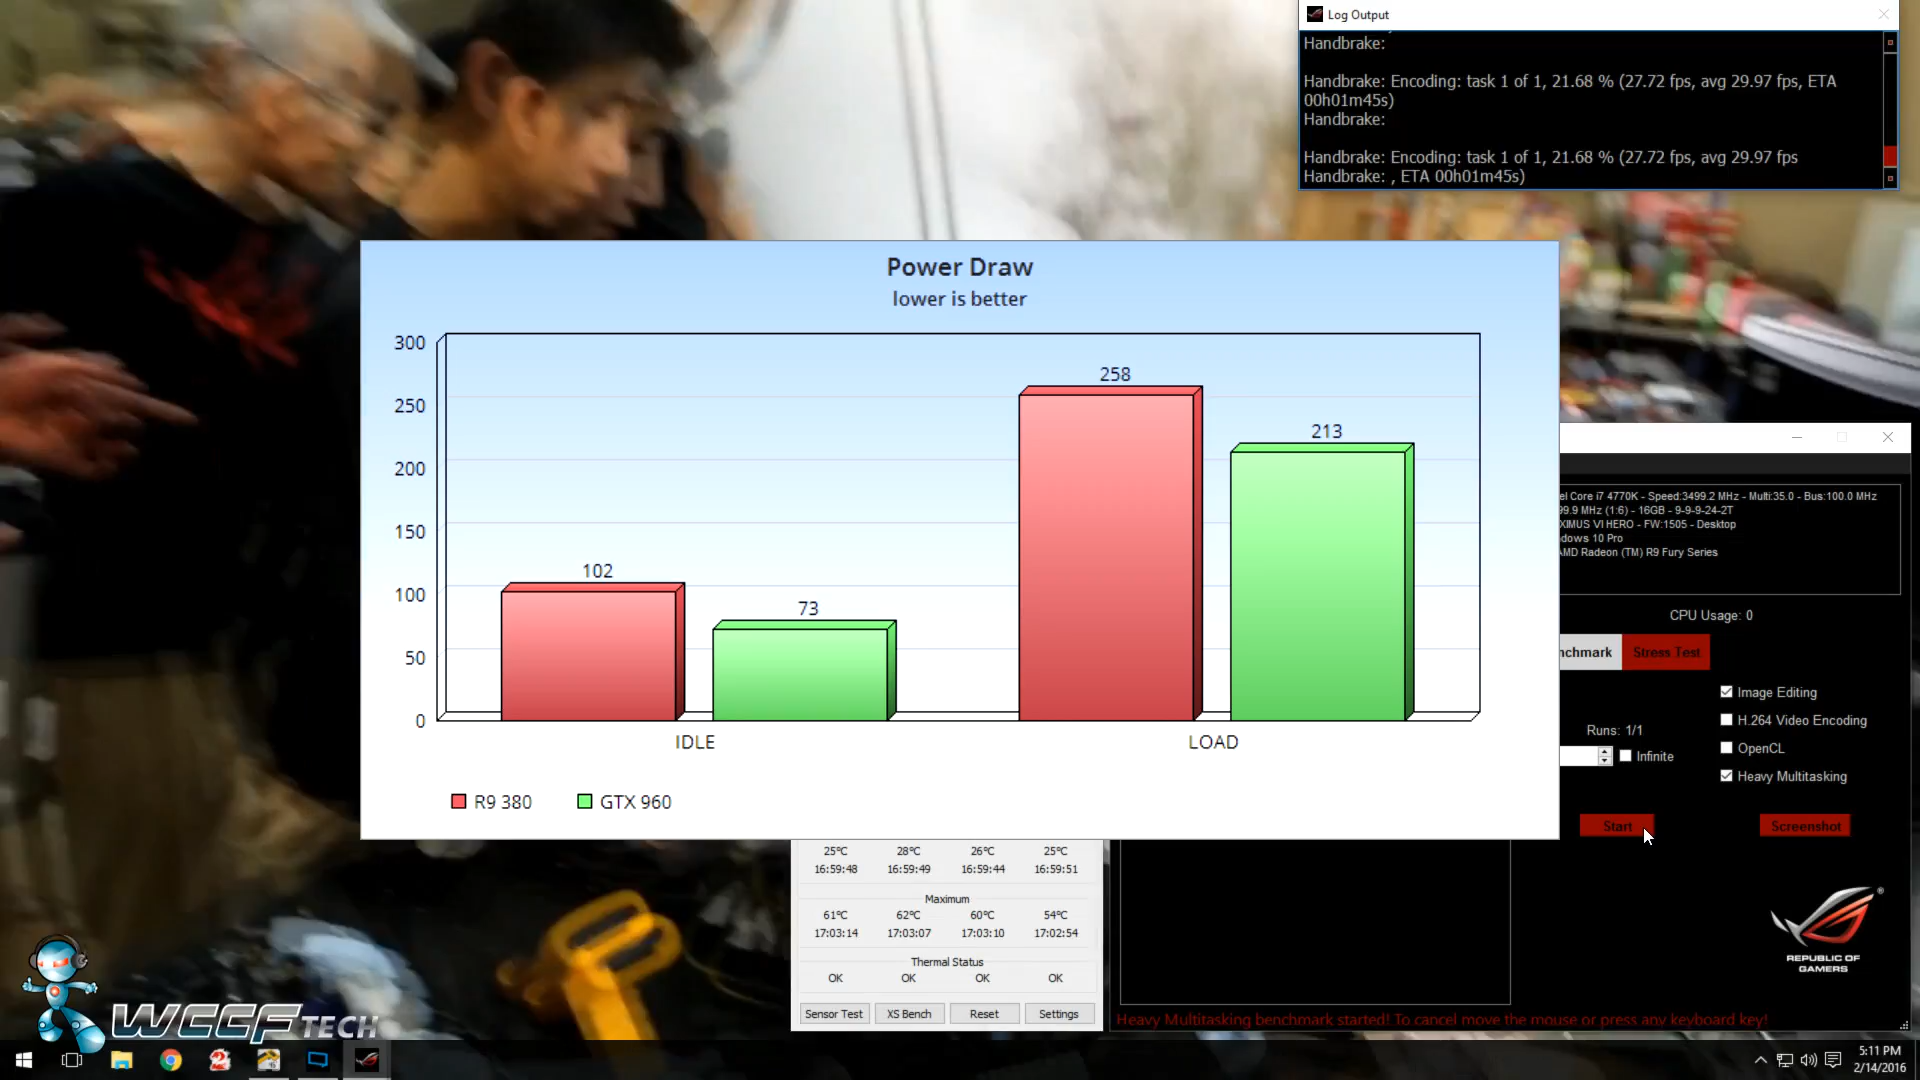 Log Output
Handbrake:
Handbrake: Encoding: task 1 of 1, 21.68 % (27.72 fps, avg 29.97 fps, ETA
00h01m45s)
Handbrake:
Handbrake: Encoding: task 1 of 1, 21.68 % (27.72 fps, avg 29.97 fps
Handbrake: , ETA 00h01m45s)
Power Draw
lower is better
300
250
200
150
100
50
0
102
73
258
213
IDLE
LOAD
R9 380
GTX 960
el Core i7 4770K - Speed:3499.2 MHz - Multi:35.0 - Bus:100.0 MHz
99.9 MHz (1:6) - 16GB - 9-9-9-24-2T
XIMUS VI HERO - FW:1505 - Desktop
dows 10 Pro
AMD Radeon (TM) R9 Fury Series
CPU Usage: 0
nchmark
Stress Test
Image Editing
H.264 Video Encoding
Runs: 1/1
OpenCL
Infinite
Heavy Multitasking
Start
Screenshot
25°C 28°C 26°C 25°C
16:59:48 16:59:49 16:59:44 16:59:51
Maximum
61°C 62°C 60°C 54°C
17:03:14 17:03:07 17:03:10 17:02:54
Thermal Status
OK OK OK OK
Sensor Test XS Bench Reset Settings
REPUBLIC OF
GAMERS
Heavy Multitasking benchmark started! To cancel move the mouse or press any keyboard key!
WCCF TECH
5:11 PM
2/14/2016